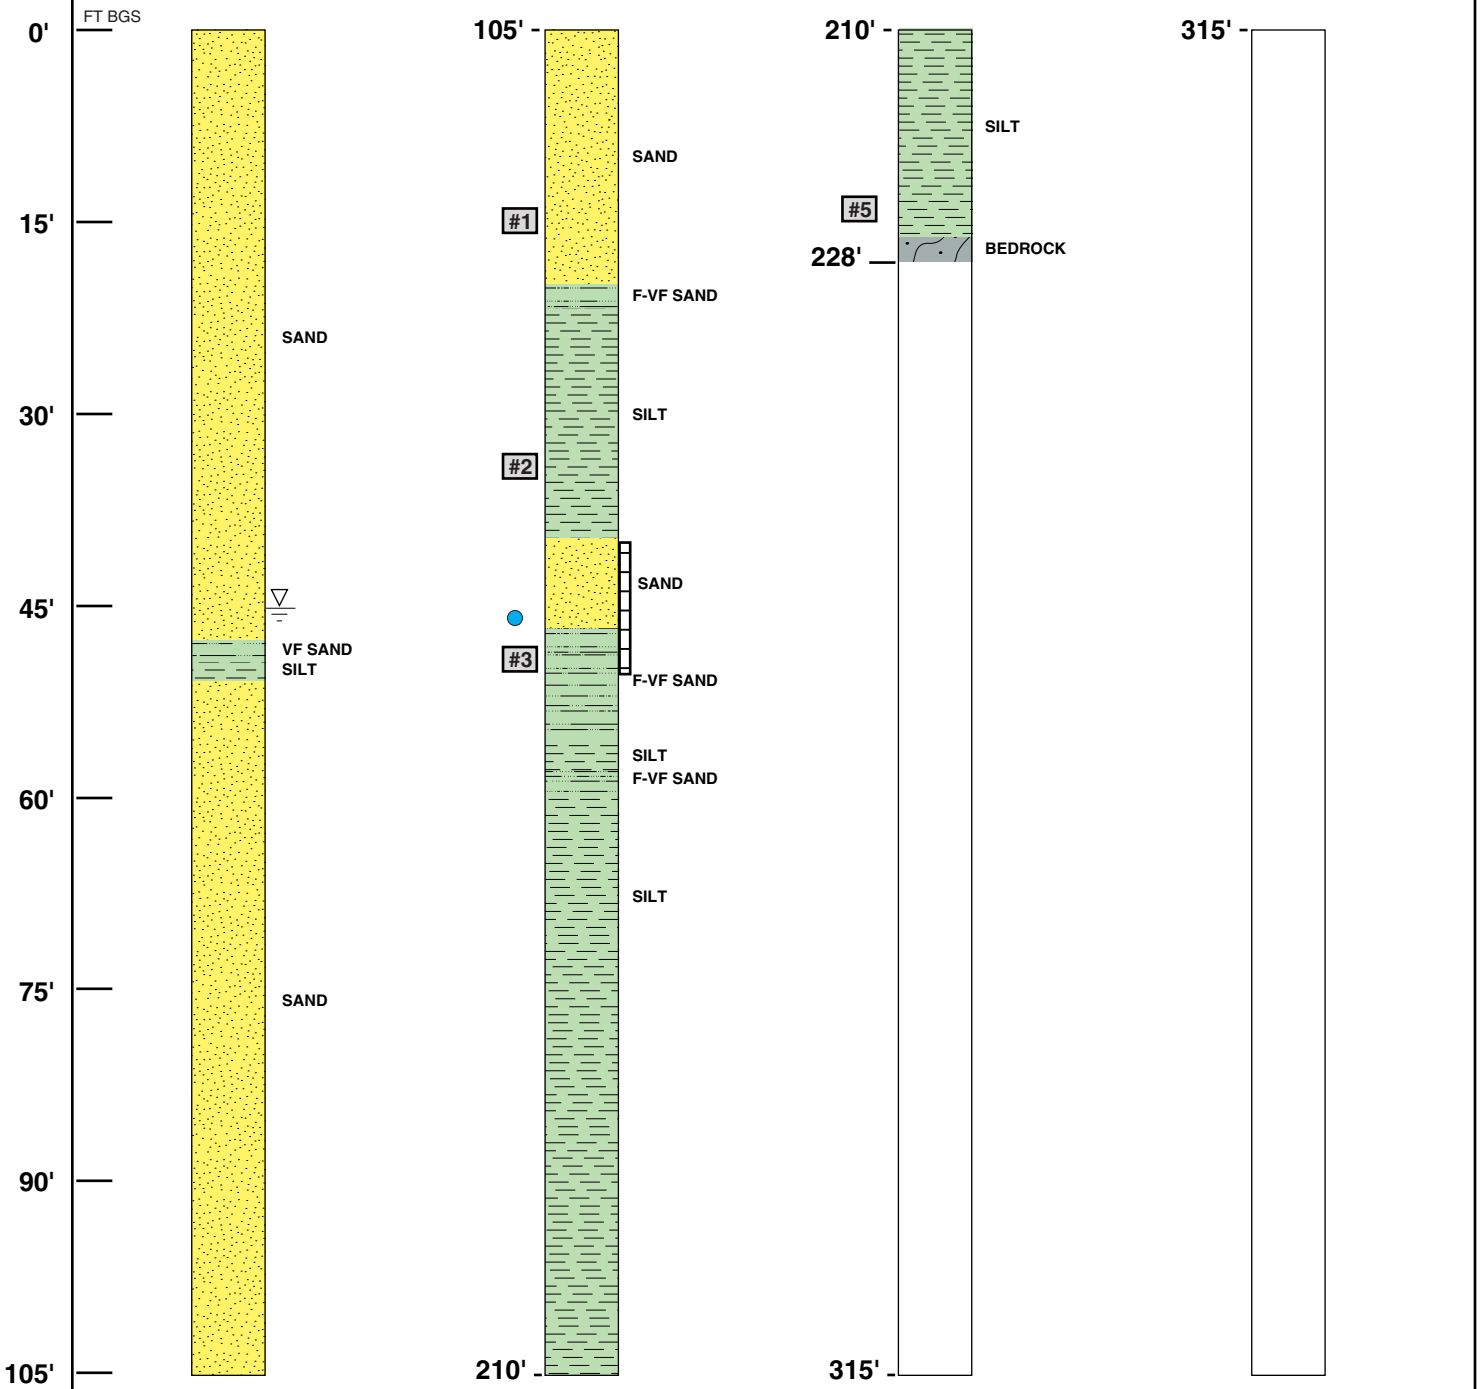 FT BGS
0'
15'
30'
45'
60'
75'
90'
105'
SAND
VF SAND
SILT
SAND
105'
#1
#2
#3
210'
SAND
F-VF SAND
SILT
SAND
F-VF SAND
SILT
F-VF SAND
SILT
210'
#5
228'
315'
SILT
BEDROCK
315'